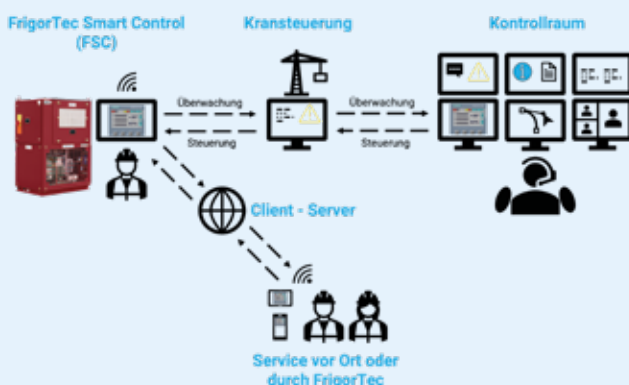 FrigorTec Smart Control
(FSC)
Kransteuerung
Kontrollraum
Überwachung
Steuerung
Überwachung
Steuerung
Client - Server
Service vor Ort oder
durch FrigorTec